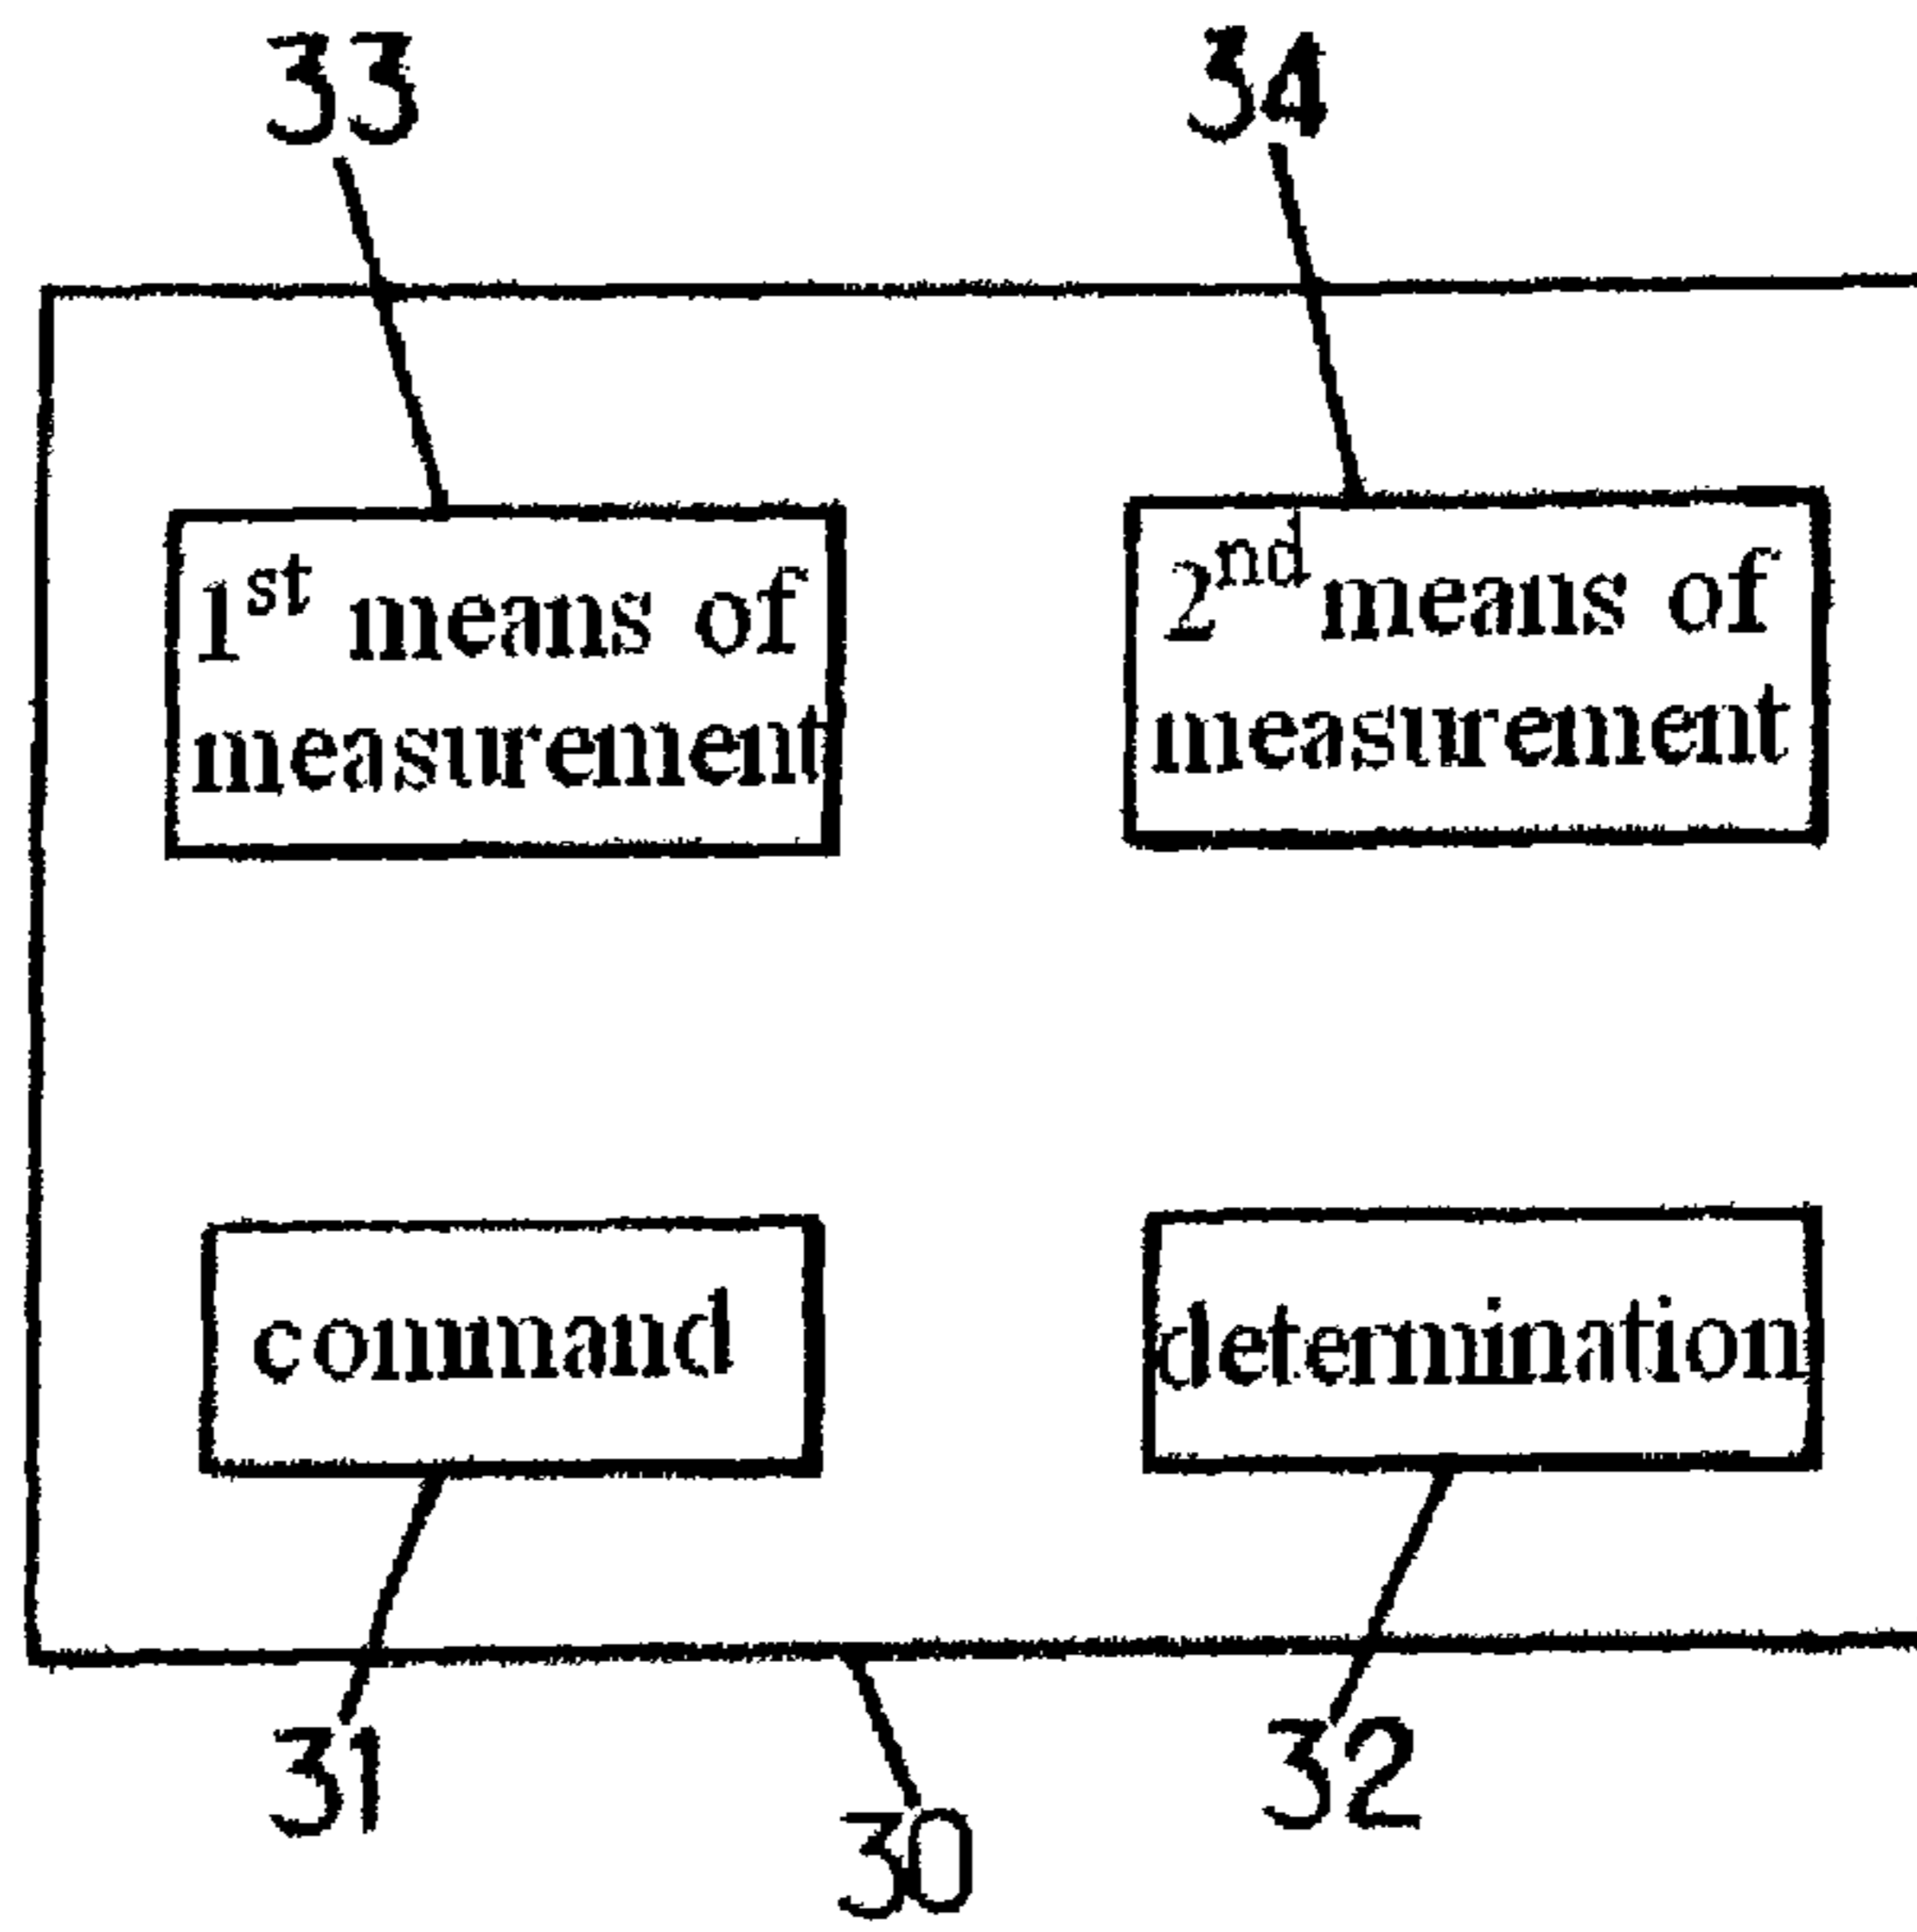 33
34
1st means of
measurement
2nd means of
measurement
command
determination
31
32
30